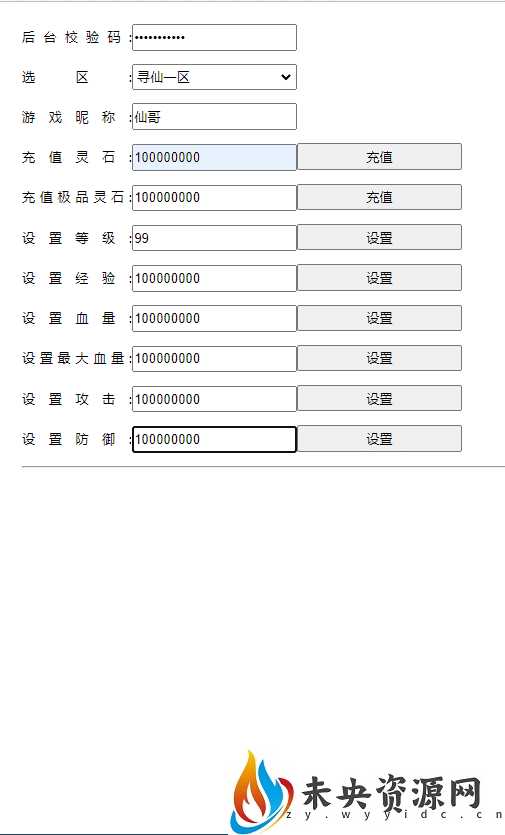 后台校验码:•••••••••••
选区:寻仙一区
游戏昵称:仙哥
充值灵石:100000000 充值
充值极品灵石:100000000 充值
设置等级:99 设置
设置经验:100000000 设置
设置血量:100000000 设置
设置最大血量:100000000 设置
设置攻击:100000000 设置
设置防御:100000000 设置
未央资源网
zy.wyyidc.cn